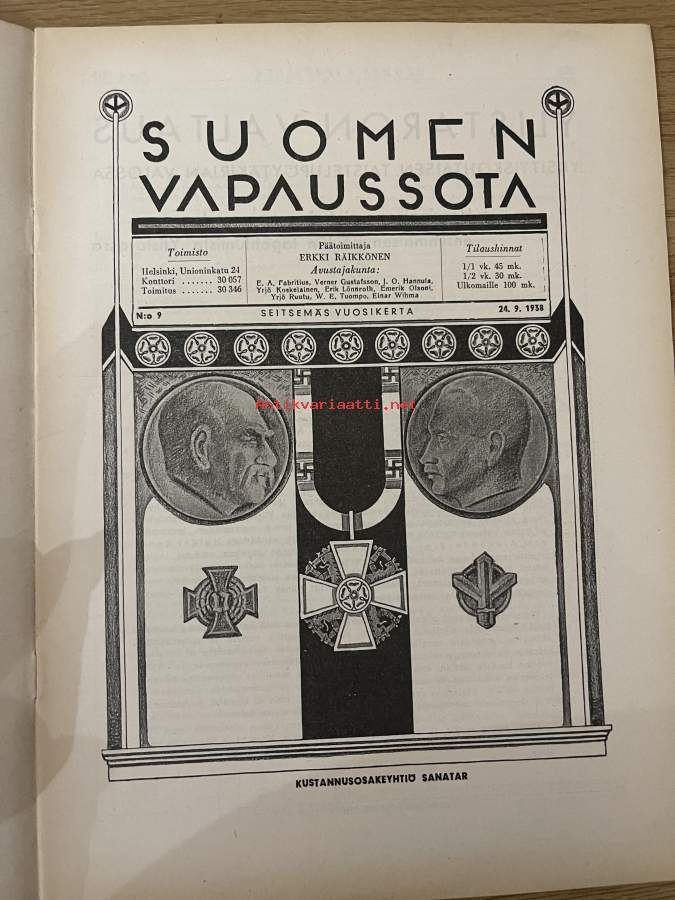 SUOMEN
VAPAUSSOTA
Toimisto
Helsinki, Unioninkatu 24
Konttori ....... 30 057
Toimitus ....... 30 346
Päätoimittaja
ERKKI RÄIKKÖNEN
Avustajakunta:
E. A. Fabritius, Verner Gustafsson, J. O. Hannula,
Yrjö Koskelainen, Erik Lönnroth, Emerik Olsoni,
Yrjö Ruutu, W. E. Tuompo, Einar Wihma
Tilaushinnat
1/1 vk. 45 mk.
1/2 vk. 30 mk.
Ulkomaille 100 mk.
N:o 9
SEITSEMÄS VUOSIKERTA
24. 9. 1938
antikvariaatti.net
KUSTANNUSOSAKEYHTIÖ SANATAR